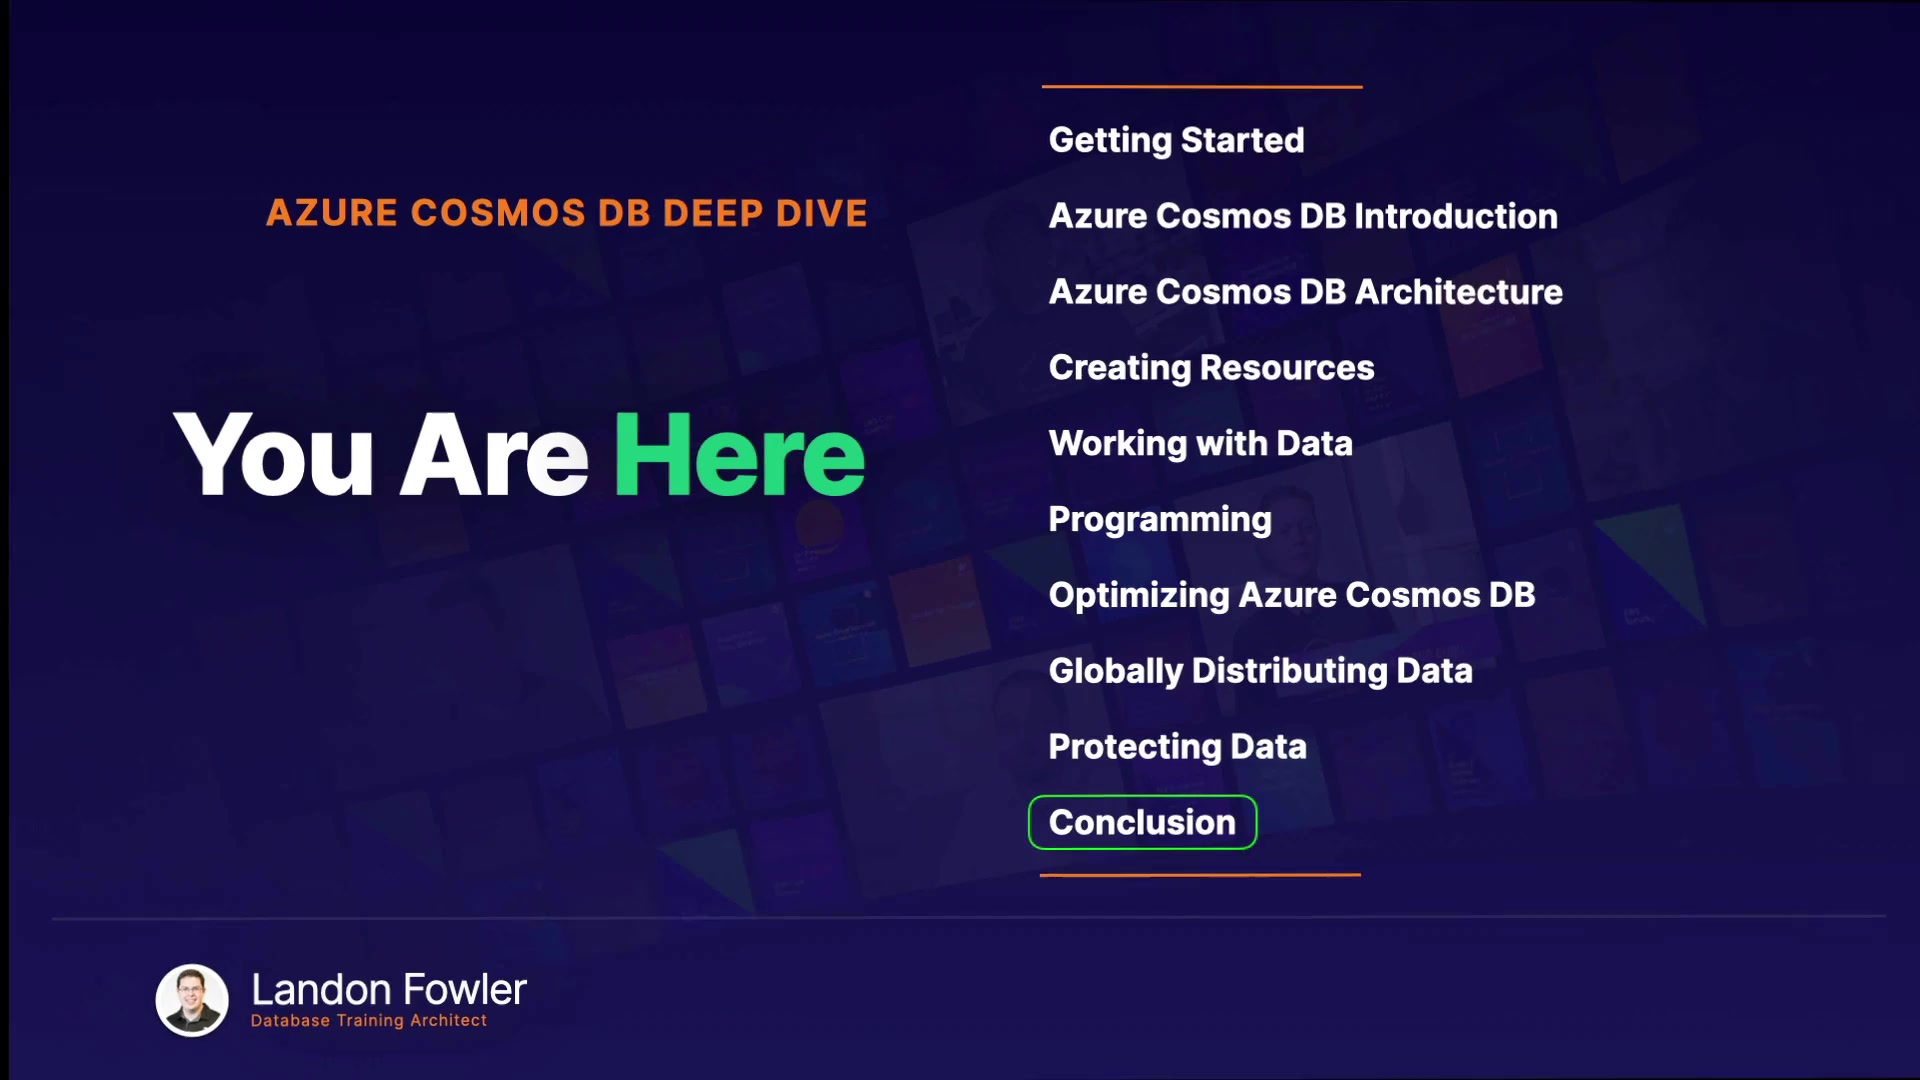 AZURE COSMOS DB DEEP DIVE
You Are Here
Getting Started
Azure Cosmos DB Introduction
Azure Cosmos DB Architecture
Creating Resources
Working with Data
Programming
Optimizing Azure Cosmos DB
Globally Distributing Data
Protecting Data
Conclusion
Landon Fowler
Database Training Architect